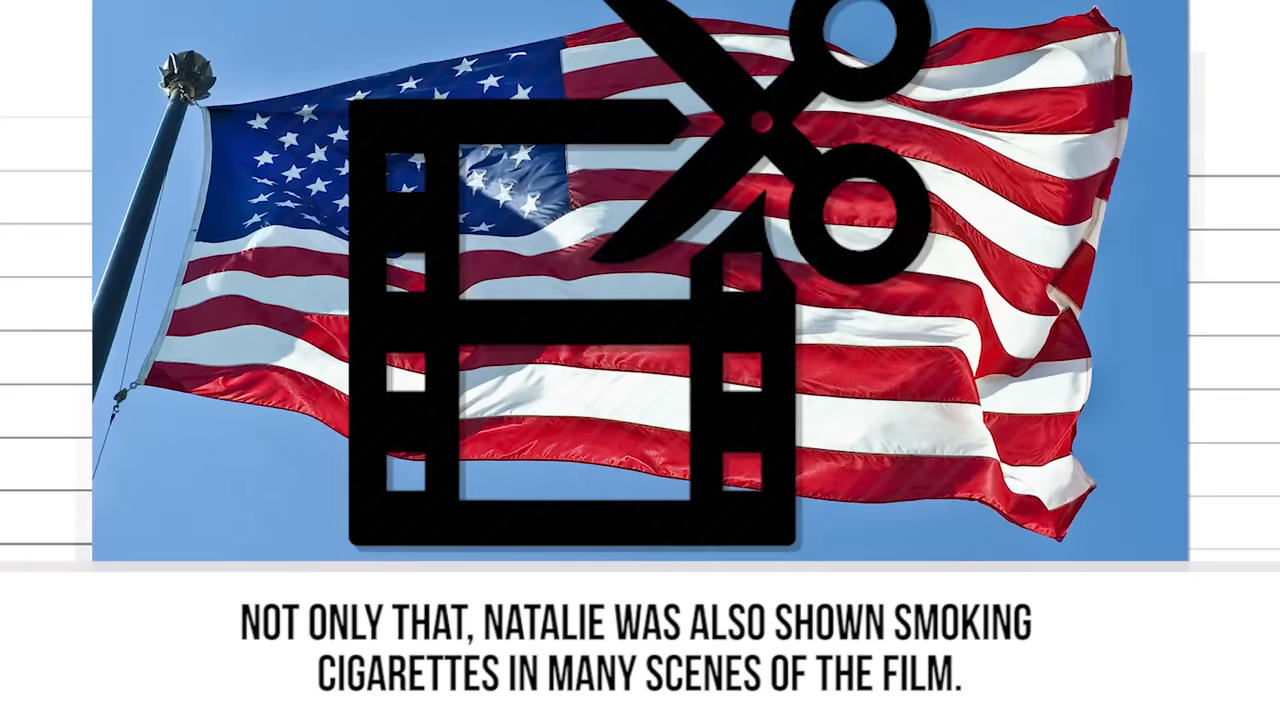 NOT ONLY THAT, NATALIE WAS ALSO SHOWN SMOKING
CIGARETTES IN MANY SCENES OF THE FILM.